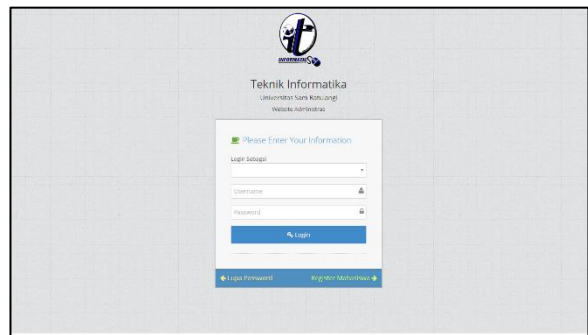 INFORMATIKA
Teknik Informatika
Universitas Sam Ratulangi
Website Administrasi
Please Enter Your Information
Login Sebagai
Username
Password
Login
Lupa Password
Register Mahasiswa